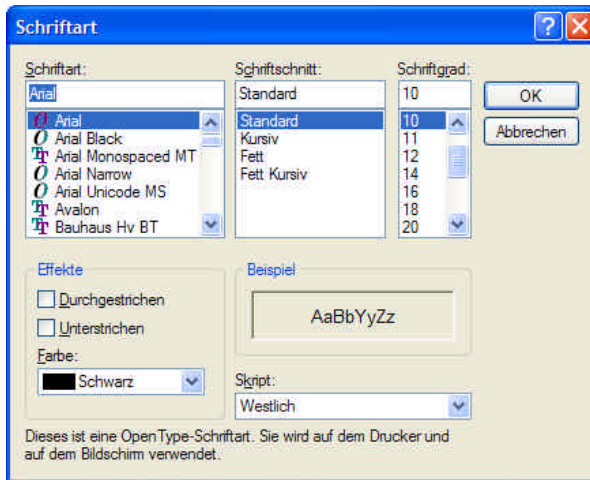 Schriftart
Schriftart:
Arial
Arial
Arial Black
Arial Monospaced MT
Arial Narrow
Arial Unicode MS
Avalon
Bauhaus Hv BT
Schriftschnitt:
Standard
Standard
Kursiv
Fett
Fett Kursiv
Schriftgrad:
10
10
11
12
14
16
18
20
OK
Abbrechen
Effekte
Durchgestrichen
Unterstrichen
Farbe:
Schwarz
Beispiel
AaBbYyZz
Skript:
Westlich
Dieses ist eine OpenType-Schriftart. Sie wird auf dem Drucker und
auf dem Bildschirm verwendet.